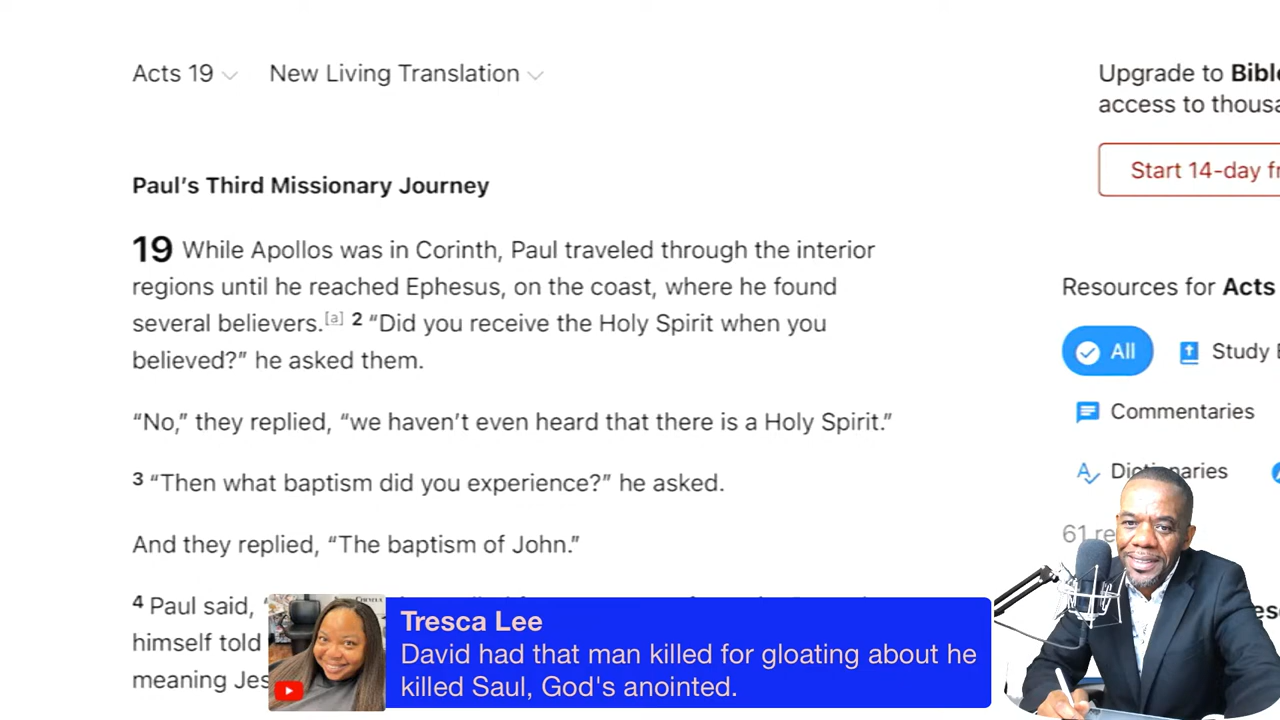 Acts 19
New Living Translation
Upgrade to Bible
access to thousa
Start 14-day fr
Paul's Third Missionary Journey
19 While Apollos was in Corinth, Paul traveled through the interior
regions until he reached Ephesus, on the coast, where he found
several believers.[a] 2 “Did you receive the Holy Spirit when you
believed?” he asked them.
“No,” they replied, “we haven’t even heard that there is a Holy Spirit.”
3 “Then what baptism did you experience?” he asked.
And they replied, “The baptism of John.”
4 Paul said,
himself told
meaning Jes
Resources for Acts
All
Study
Commentaries
Dictionaries
61 re
Tresca Lee
David had that man killed for gloating about he
killed Saul, God's anointed.